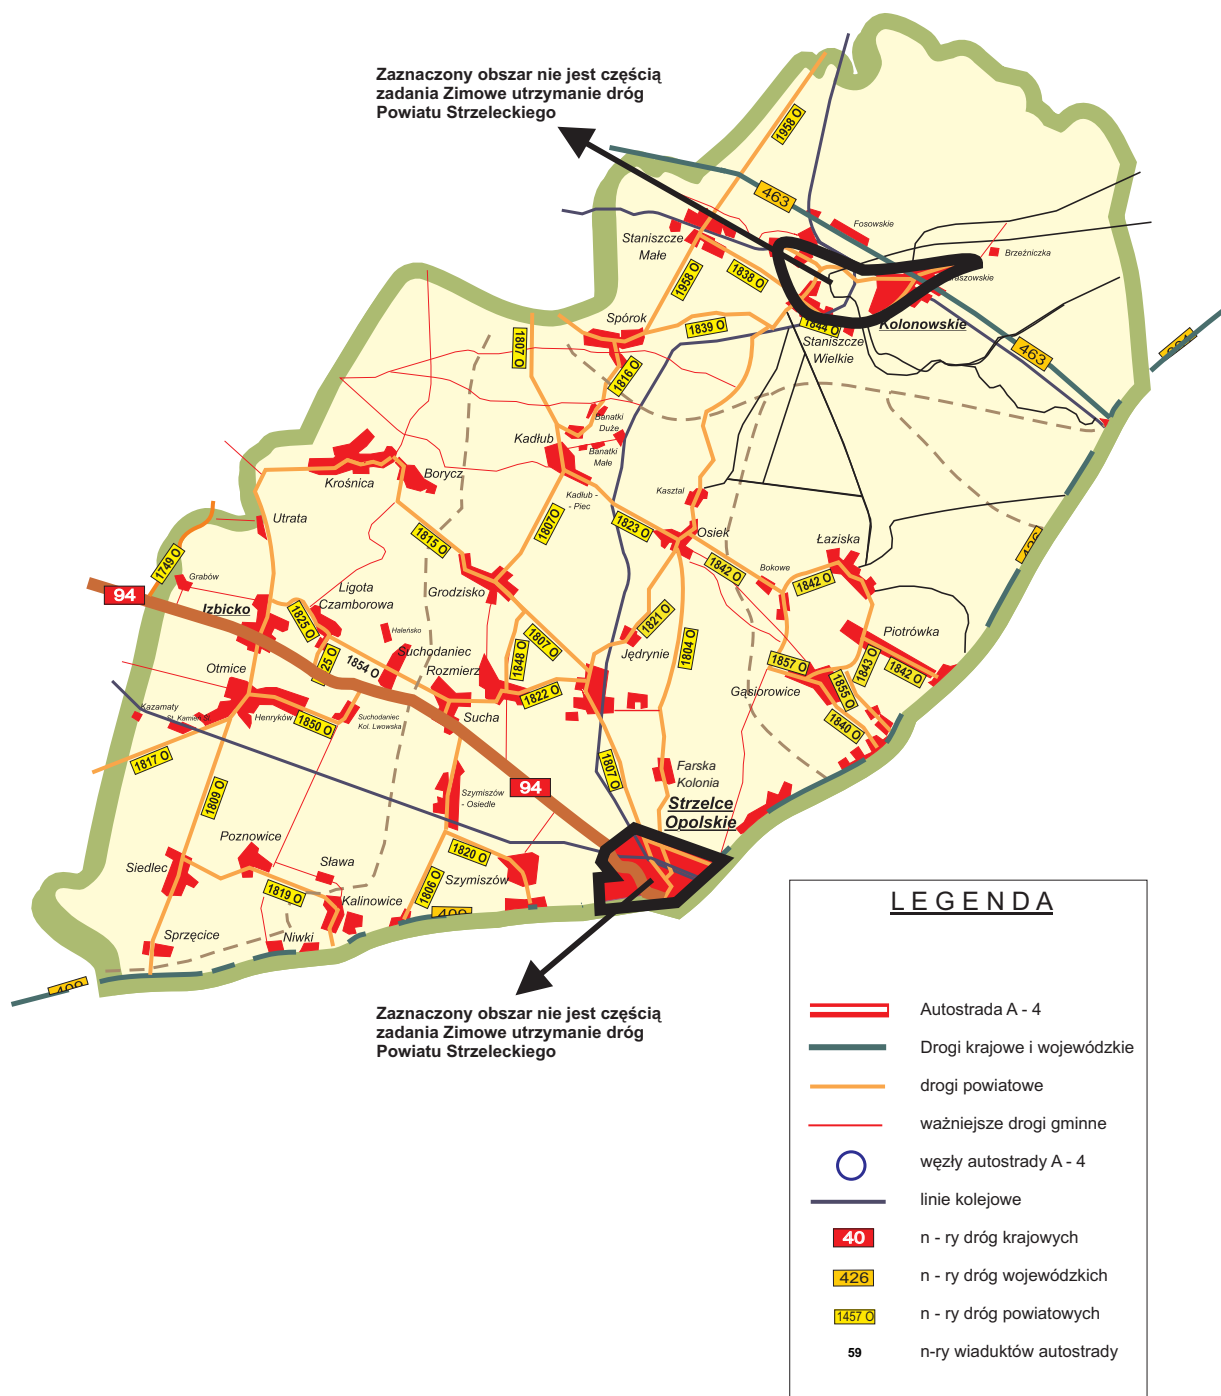 Zaznaczony obszar nie jest częścią
zadania Zimowe utrzymanie dróg
Powiatu Strzeleckiego
1958 O
463
Fosowskie
Staniszcze
Małe
Brzeźniczka
1838 O
1958 O
Kolonowskie
1844 O
Spórok
1839 O
Staniszcze
Wielkie
463
1807 O
1816 O
Banatki
Duże
Kadłub
Banatki
Małe
Borycz
Krośnica
Kadłub -
- Piec
Kasztal
Utrata
1807 O
1823 O
Osiek
Łaziska
1815 O
1749 O
Grabów
Ligota
Czamborowa
Grodzisko
1842 O
Bokowe
1842 O
94
Izbicko
1825 O
Haleńsko
1821 O
Piotrówka
25 O
1854 O
Suchodaniec
1848 O
1807 O
Jędrynie
1804 O
Otmice
Rozmierz
1857 O
1843 O
1842 O
1822 O
Gąsiorowice
1855 O
Kazamaty
St. Kamień Śl.
Henryków
1850 O
Suchodaniec
Kol. Lwowska
Sucha
1840 O
1817 O
1807 O
Farska
Kolonia
94
1809 O
Szymiszów
- Osiedle
Strzelce
Opolskie
Poznowice
1820 O
Siedlec
Sława
Szymiszów
1819 O
1806 O
Kalinowice
409
Sprzęcice
Niwki
409
Zaznaczony obszar nie jest częścią
zadania Zimowe utrzymanie dróg
Powiatu Strzeleckiego
LEGENDA
Autostrada A - 4
Drogi krajowe i wojewódzkie
drogi powiatowe
ważniejsze drogi gminne
węzły autostrady A - 4
linie kolejowe
40 n - ry dróg krajowych
426 n - ry dróg wojewódzkich
1457 O n - ry dróg powiatowych
59 n-ry wiaduktów autostrady